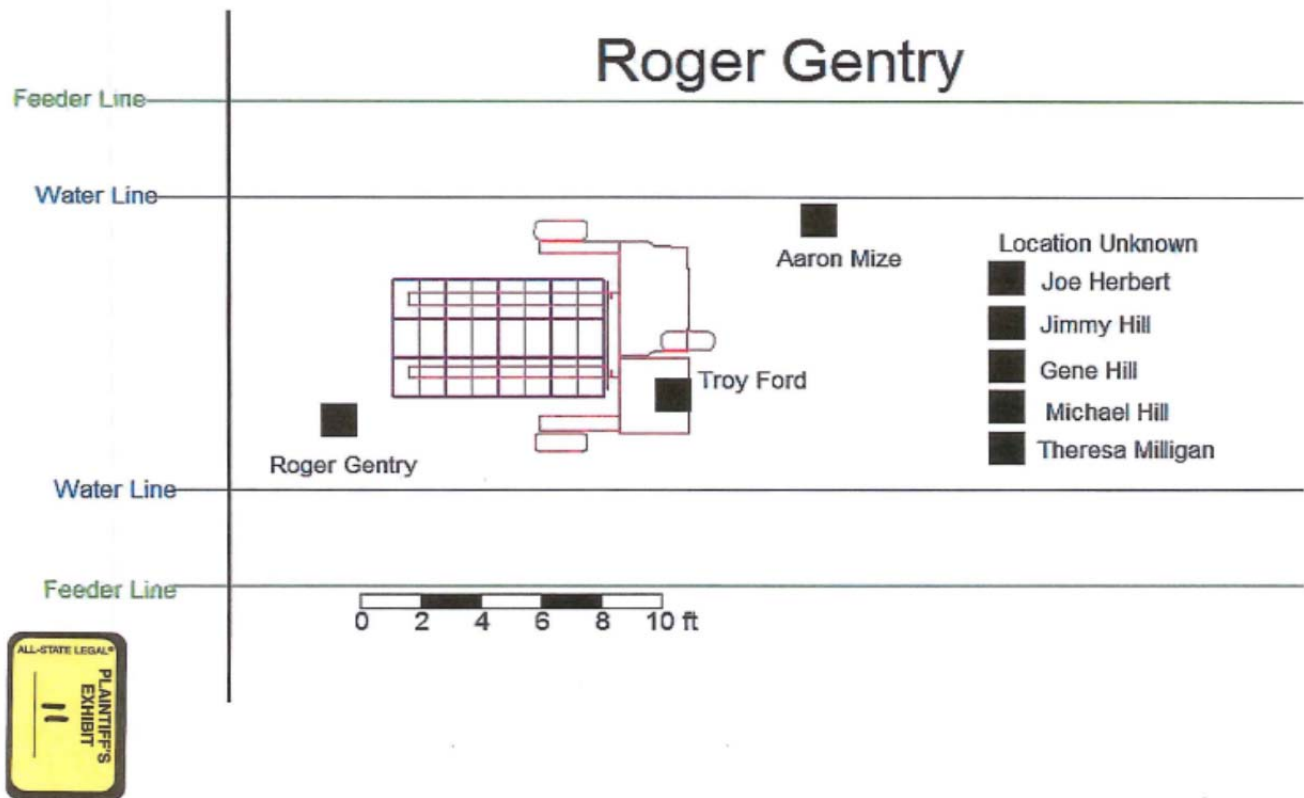 Roger Gentry
Feeder Line
Water Line
Aaron Mize
Location Unknown
Joe Herbert
Jimmy Hill
Gene Hill
Michael Hill
Theresa Milligan
Troy Ford
Roger Gentry
Water Line
Feeder Line
0 2 4 6 8 10 ft
ALL-STATE LEGAL®
PLAINTIFF'S
EXHIBIT
11